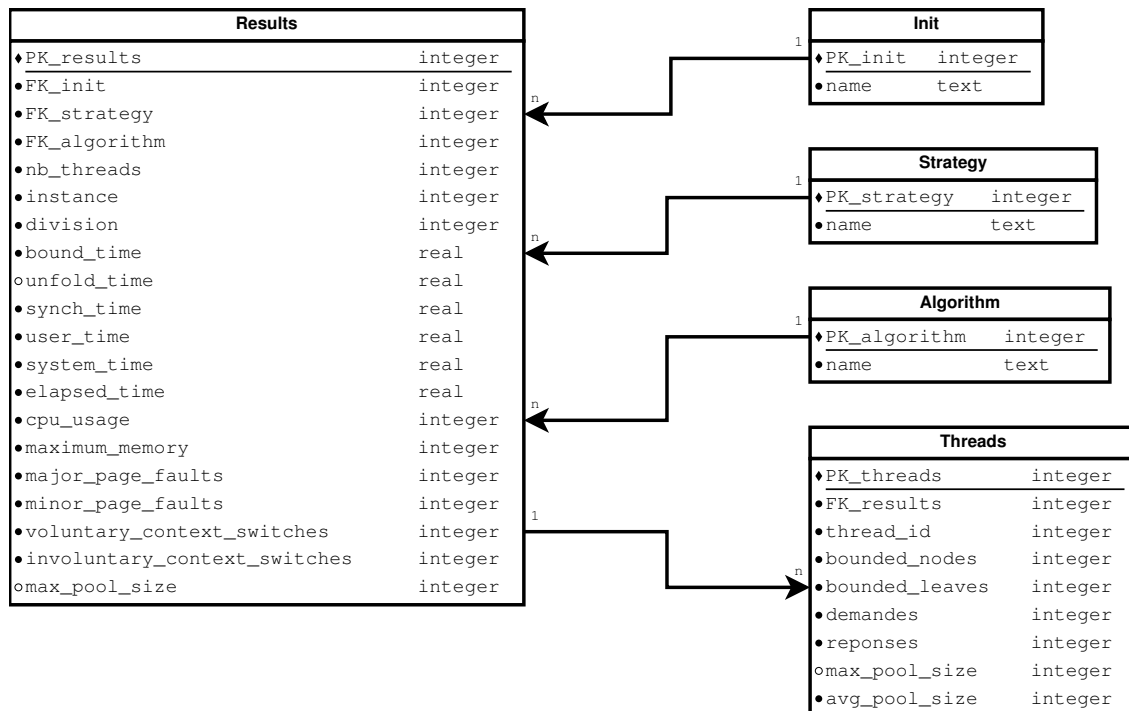 Results
PK_results integer
FK_init integer
FK_strategy integer
FK_algorithm integer
nb_threads integer
instance integer
division integer
bound_time real
unfold_time real
synch_time real
user_time real
system_time real
elapsed_time real
cpu_usage integer
maximum_memory integer
major_page_faults integer
minor_page_faults integer
voluntary_context_switches integer
involuntary_context_switches integer
max_pool_size integer
1
n
Init
PK_init integer
name text
1
n
Strategy
PK_strategy integer
name text
1
n
Algorithm
PK_algorithm integer
name text
1
n
Threads
PK_threads integer
FK_results integer
thread_id integer
bounded_nodes integer
bounded_leaves integer
demandes integer
reponses integer
max_pool_size integer
avg_pool_size integer